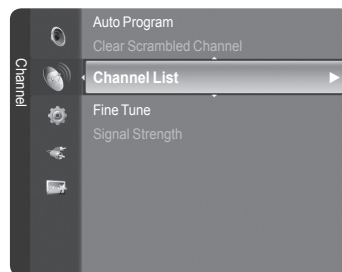 Channel
Auto Program
Clear Scrambled Channel
Channel List
Fine Tune
Signal Strength